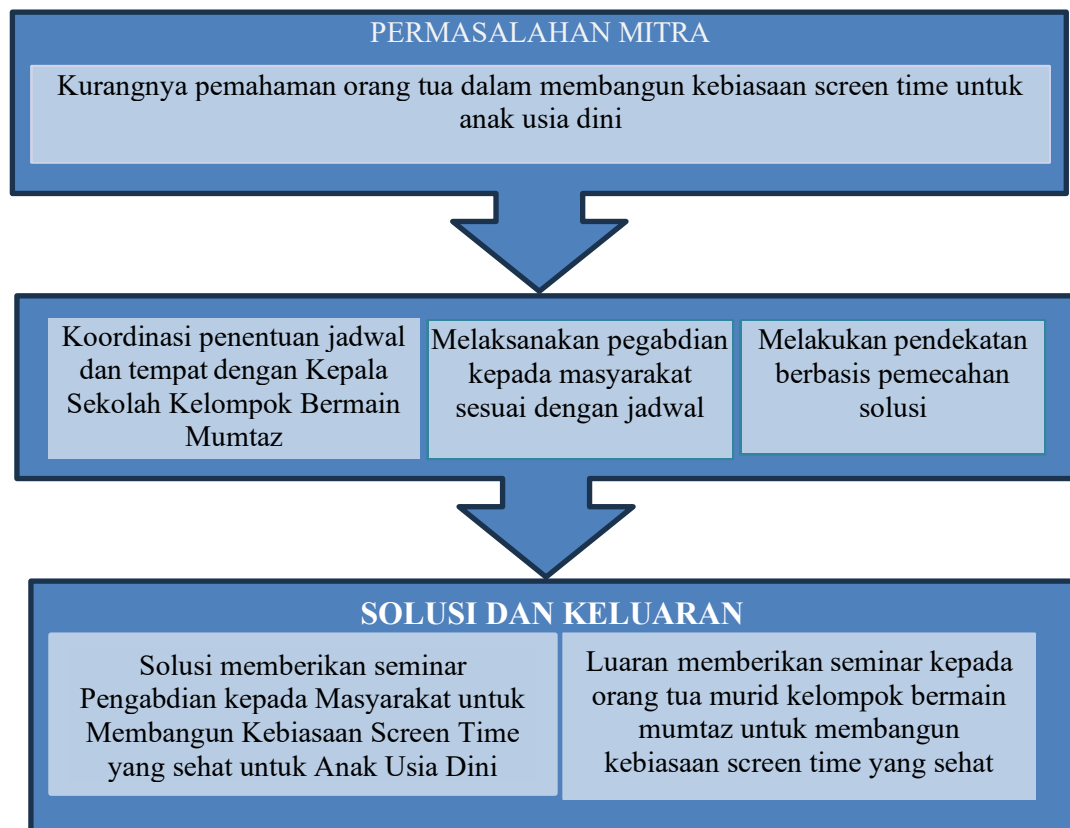 PERMASALAHAN MITRA
Kurangnya pemahaman orang tua dalam membangun kebiasaan screen time untuk
anak usia dini
Koordinasi penentuan jadwal
dan tempat dengan Kepala
Sekolah Kelompok Bermain
Mumtaz
Melaksanakan pegabdian
kepada masyarakat
sesuai dengan jadwal
Melakukan pendekatan
berbasis pemecahan
solusi
SOLUSI DAN KELUARAN
Solusi memberikan seminar
Pengabdian kepada Masyarakat untuk
Membangun Kebiasaan Screen Time
yang sehat untuk Anak Usia Dini
Luaran memberikan seminar kepada
orang tua murid kelompok bermain
mumtaz untuk membangun
kebiasaan screen time yang sehat